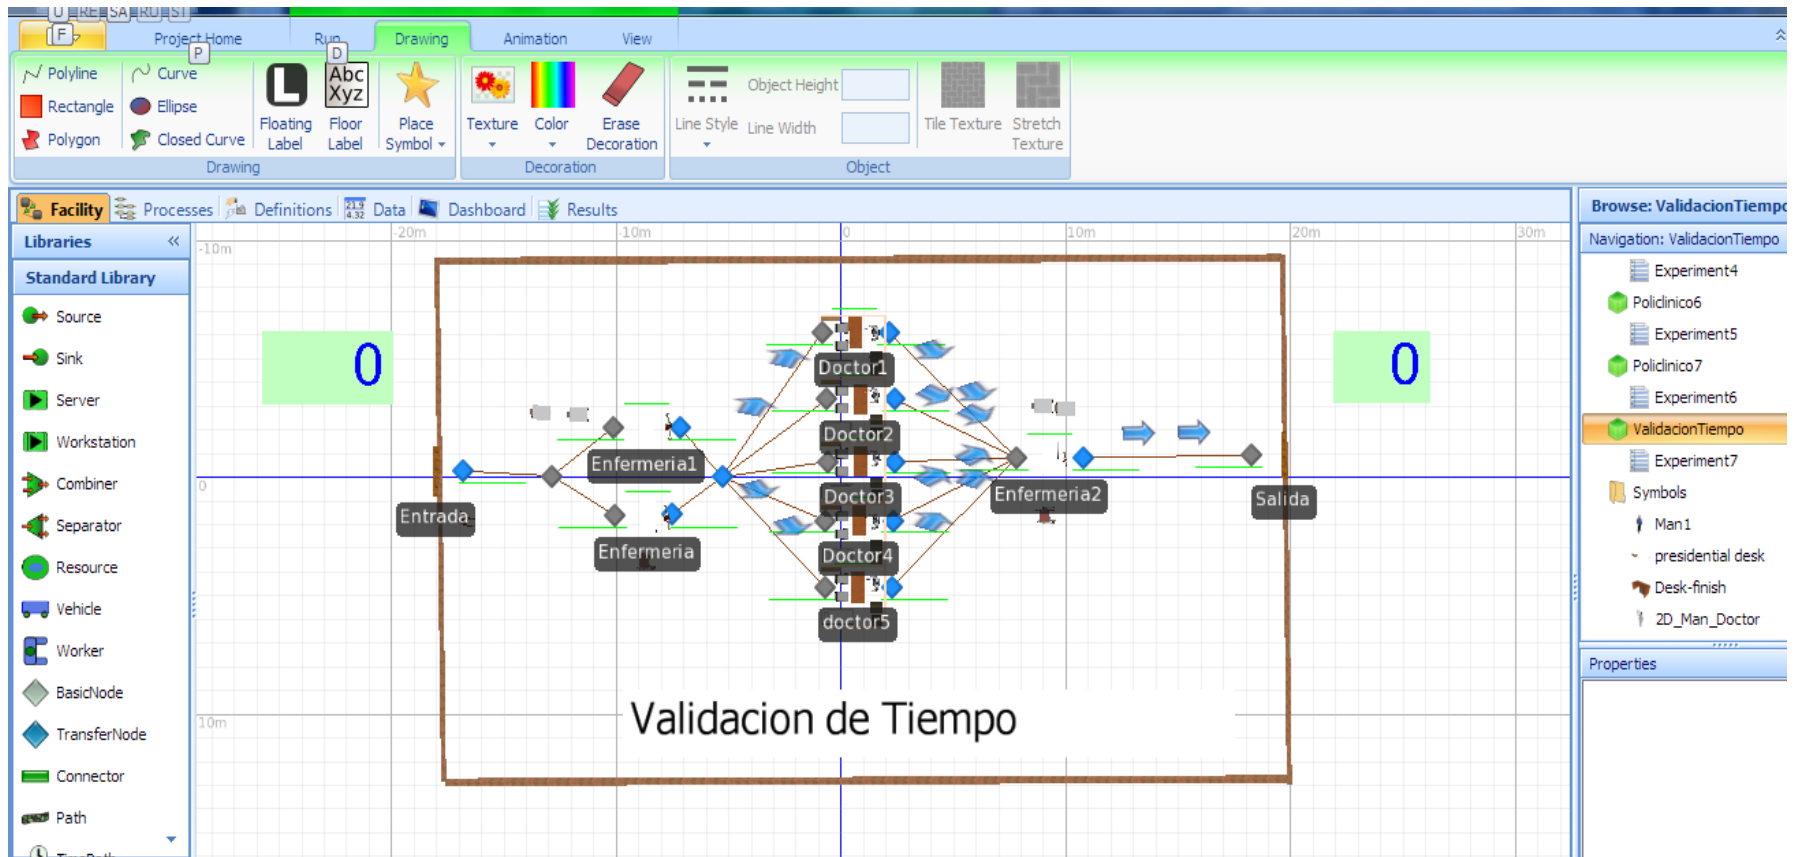 U RE SA RU ST
F Project Home Run Drawing Animation View
P D
Polyline Curve
Rectangle Ellipse
Polygon Closed Curve
Floating Label
Abc Xyz
Floor Label
Place Symbol
Texture Color Erase Decoration
Line Style
Object Height
Line Width
Tile Texture Stretch Texture
Drawing Decoration Object
Facility Processes Definitions Data Dashboard Results
Libraries
Standard Library
Source
Sink
Server
Workstation
Combiner
Separator
Resource
Vehicle
Worker
BasicNode
TransferNode
Connector
Path
-20m -10m 0 10m 20m 30m
-10m
0
10m
0 0
Doctor1
Doctor2
Enfermeria1
Doctor3 Enfermeria2 Salida
Entrada
Enfermeria Doctor4
doctor5
Validacion de Tiempo
Browse: ValidacionTiempo
Navigation: ValidacionTiempo
Experiment4
Policlinico6
Experiment5
Policlinico7
Experiment6
ValidacionTiempo
Experiment7
Symbols
Man1
presidential desk
Desk-finish
2D_Man_Doctor
Properties